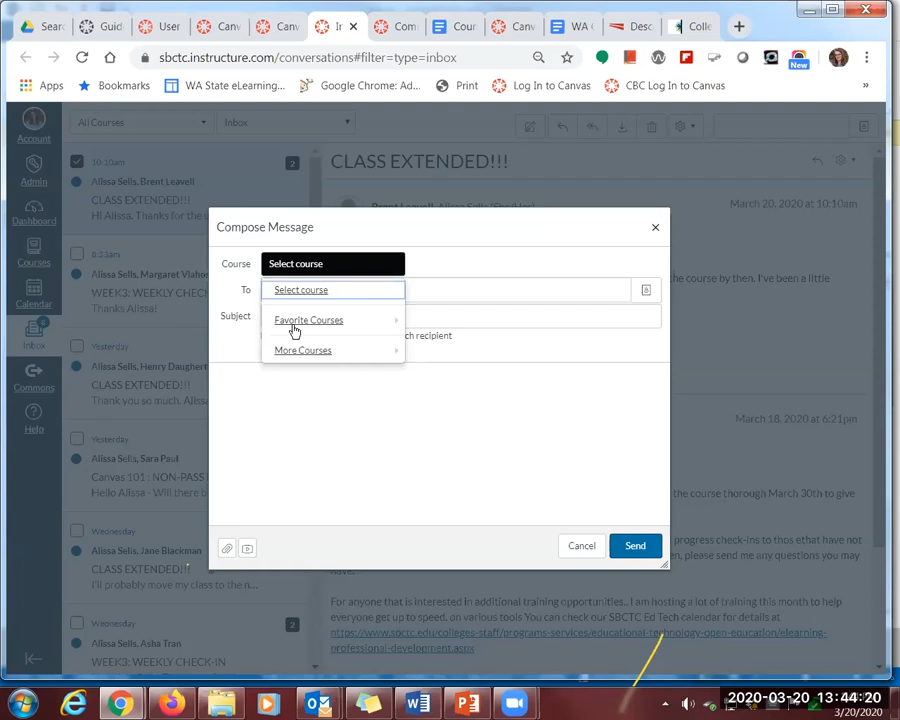 Searc
Guid
User
Canv
Canv
Ir
Com
Cour
Canv
WA
Desc
Colle
sbctc.instructure.com/conversations#filter=type=inbox
New
Apps
Bookmarks
WA State eLearning...
Google Chrome: Ad...
Print
Log In to Canvas
CBC Log In to Canvas
»
Account
Admin
Dashboard
Courses
Calendar
Inbox
Commons
Help
All Courses
Inbox
10:10am
2
Alissa Sells, Brent Leavell
CLASS EXTENDED!!!
HI Alissa, Thanks for the u
8:33am
Alissa Sells, Margaret Vlahos
WEEK3: WEEKLY CHEC
Thanks Alissa!
Yesterday
Alissa Sells, Henry Daughert
CLASS EXTENDED!!!
Thank you so much, Alissa
Yesterday
Alissa Sells, Sara Paul
Canvas 101 : NON-PASS
Hello Alissa - Will there b
Wednesday
Alissa Sells, Jane Blackman
CLASS EXTENDED!!!
I'll probably move my class to the n...
Wednesday
2
Alissa Sells, Asha Tran
WEEK3: WEEKLY CHECK-IN
CLASS EXTENDED!!!
Brent Leavell, Alissa Sells (She/Her)
March 20, 2020 at 10:10am
the course by then. I've been a little
March 18, 2020 at 6:21pm
the course thorough March 30th to give
progress check-ins to thos ethat have not
en, please send me any questions you may
have.
For anyone that is interested in additional training opportunities,. I am hosting a lot of training this month to help
everyone get up to speed, on various tools You can check our SBCTC Ed Tech calendar for details at
https://www.sbctc.edu/colleges-staff/programs-services/educational-technology-open-education/elearning-
professional-development.aspx
Compose Message
Course
Select course
To
Select course
Subject
Favorite Courses
ch recipient
More Courses
Cancel
Send
2020-03-20 13:44:20
3/20/2020